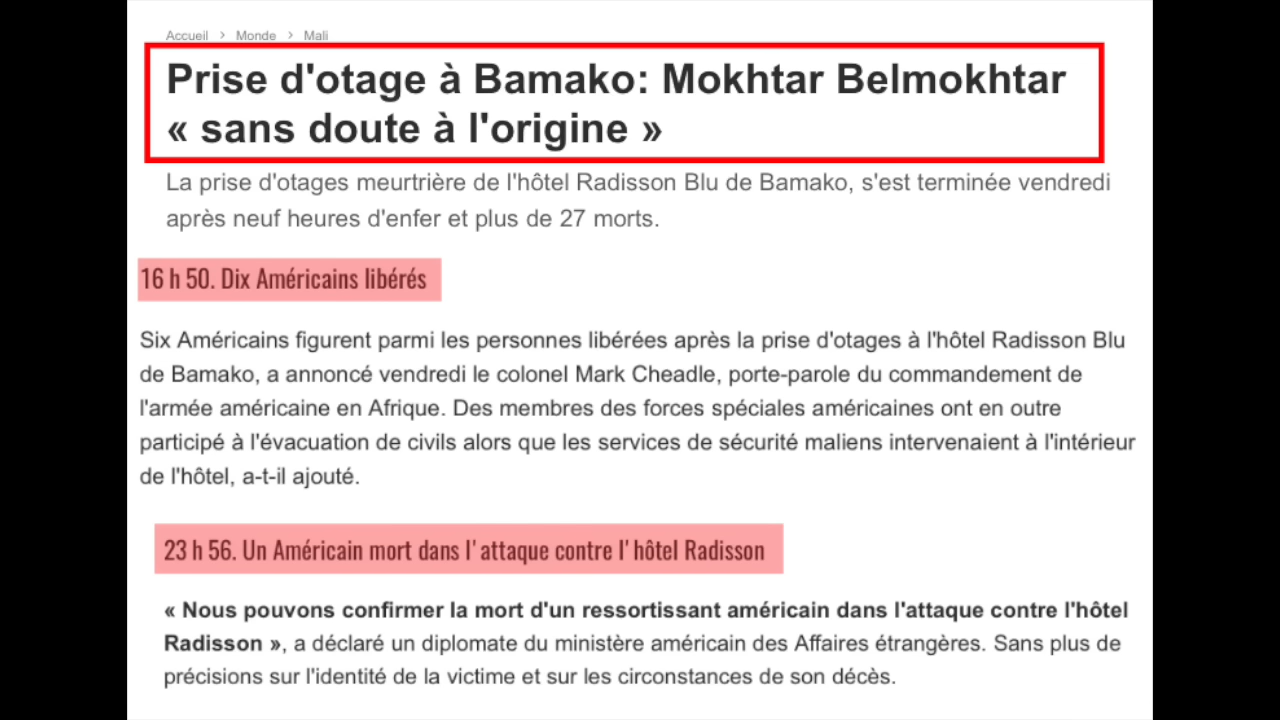 Accueil > Monde > Mali
Prise d'otage à Bamako: Mokhtar Belmokhtar
« sans doute à l'origine »
La prise d'otages meurtrière de l'hôtel Radisson Blu de Bamako, s'est terminée vendredi
après neuf heures d'enfer et plus de 27 morts.
16 h 50. Dix Américains libérés
Six Américains figurent parmi les personnes libérées après la prise d'otages à l'hôtel Radisson Blu
de Bamako, a annoncé vendredi le colonel Mark Cheadle, porte-parole du commandement de
l'armée américaine en Afrique. Des membres des forces spéciales américaines ont en outre
participé à l'évacuation de civils alors que les services de sécurité maliens intervenaient à l'intérieur
de l'hôtel, a-t-il ajouté.
23 h 56. Un Américain mort dans l'attaque contre l'hôtel Radisson
« Nous pouvons confirmer la mort d'un ressortissant américain dans l'attaque contre l'hôtel
Radisson », a déclaré un diplomate du ministère américain des Affaires étrangères. Sans plus de
précisions sur l'identité de la victime et sur les circonstances de son décès.